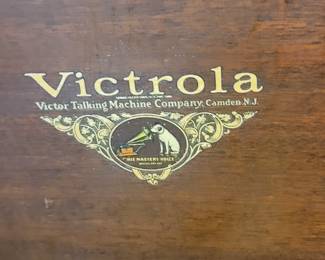 Victrola
Victor Talking Machine Company, Camden. N.J.
"HIS MASTERS VOICE"